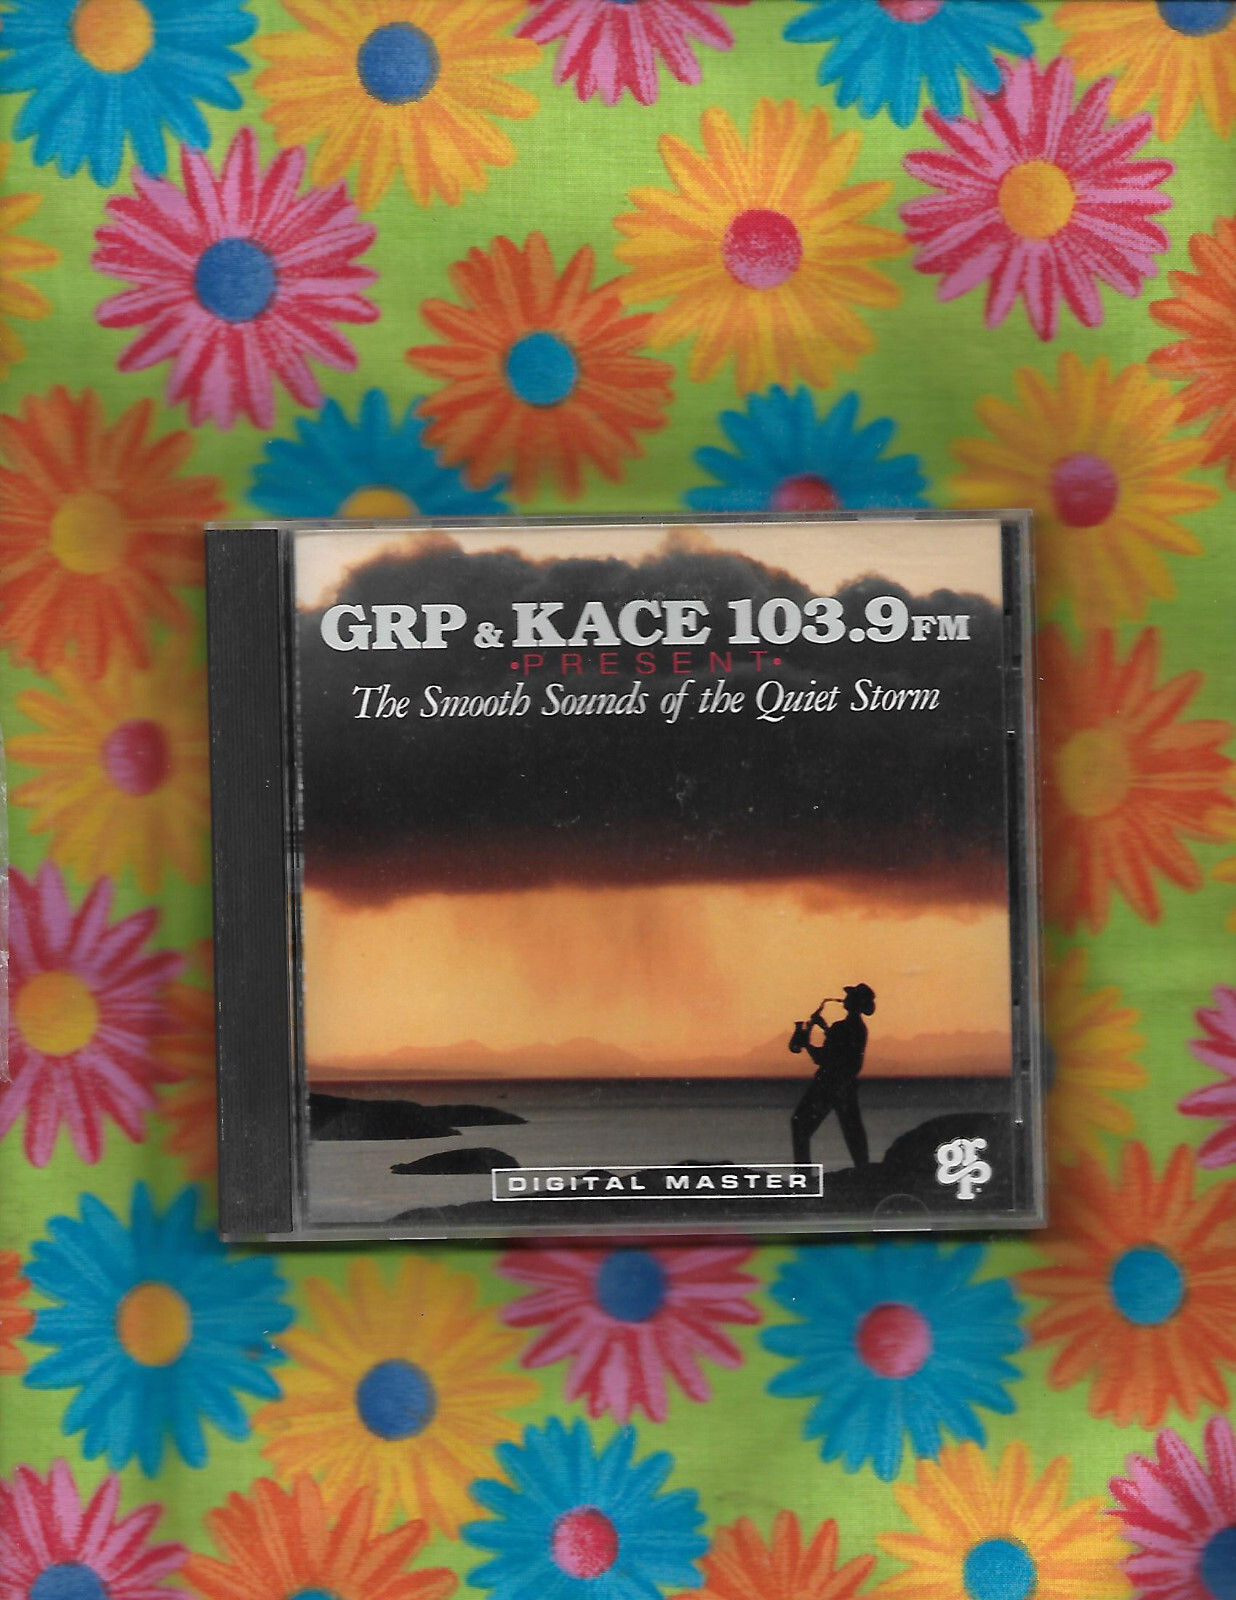 GRP & KACE 103.9 FM
•PRESENT•
The Smooth Sounds of the Quiet Storm
DIGITAL MASTER
grp